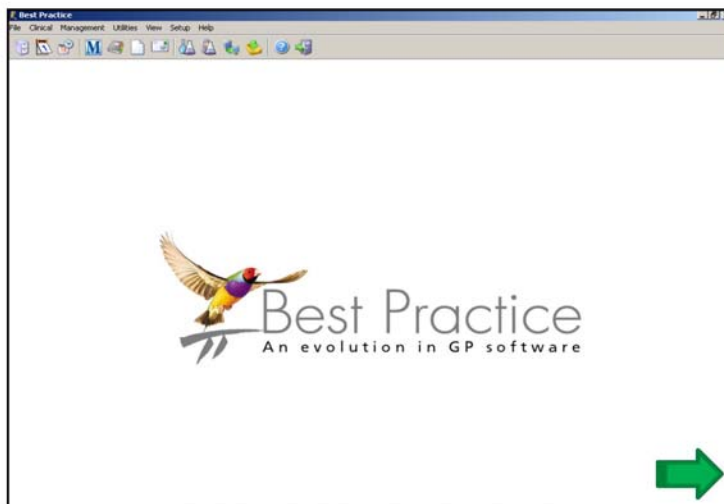 Best Practice
File Clinical Management Utilities View Setup Help
M
Best Practice
An evolution in GP software